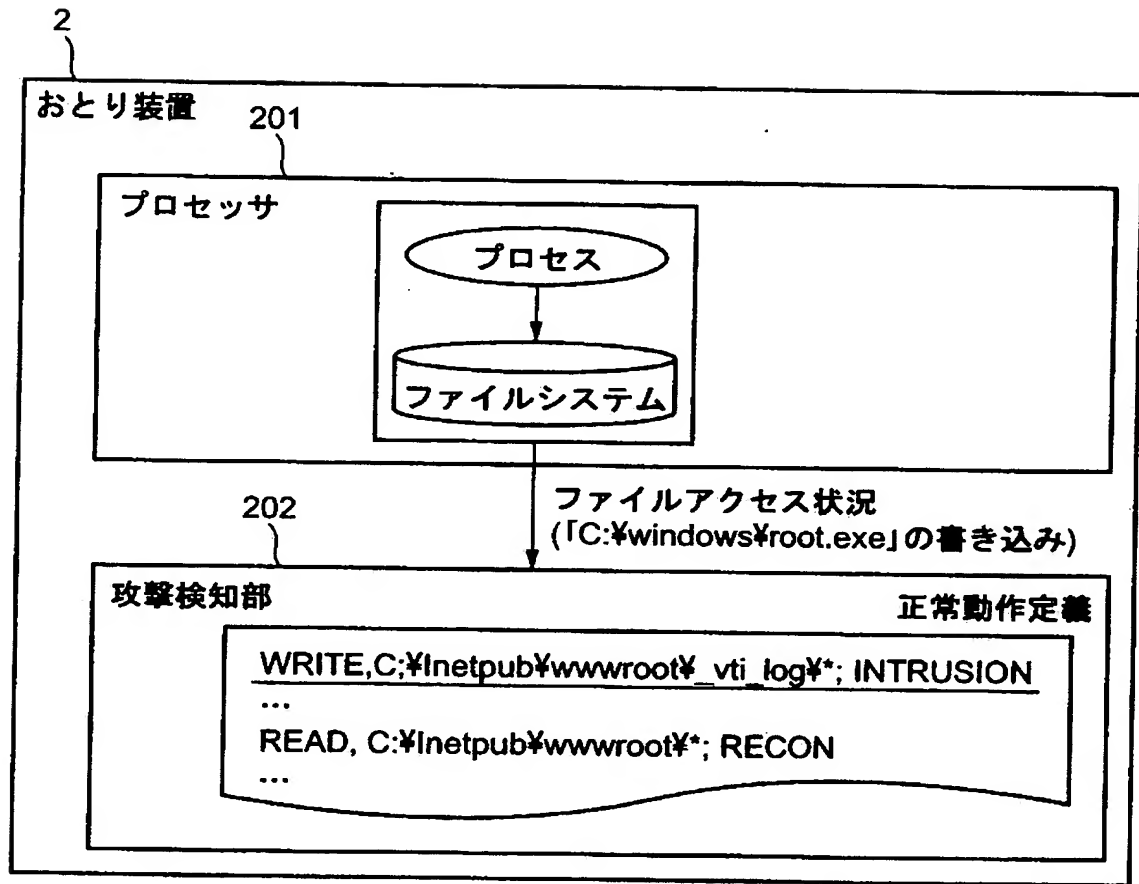 2
おとり装置
201
プロセッサ
プロセス
ファイルシステム
ファイルアクセス状況
(「C:¥windows¥root.exe」の書き込み)
202
攻撃検知部
正常動作定義
WRITE,C;¥Inetpub¥wwwroot¥_vti_log¥*; INTRUSION
...
READ, C:¥Inetpub¥wwwroot¥*; RECON
...